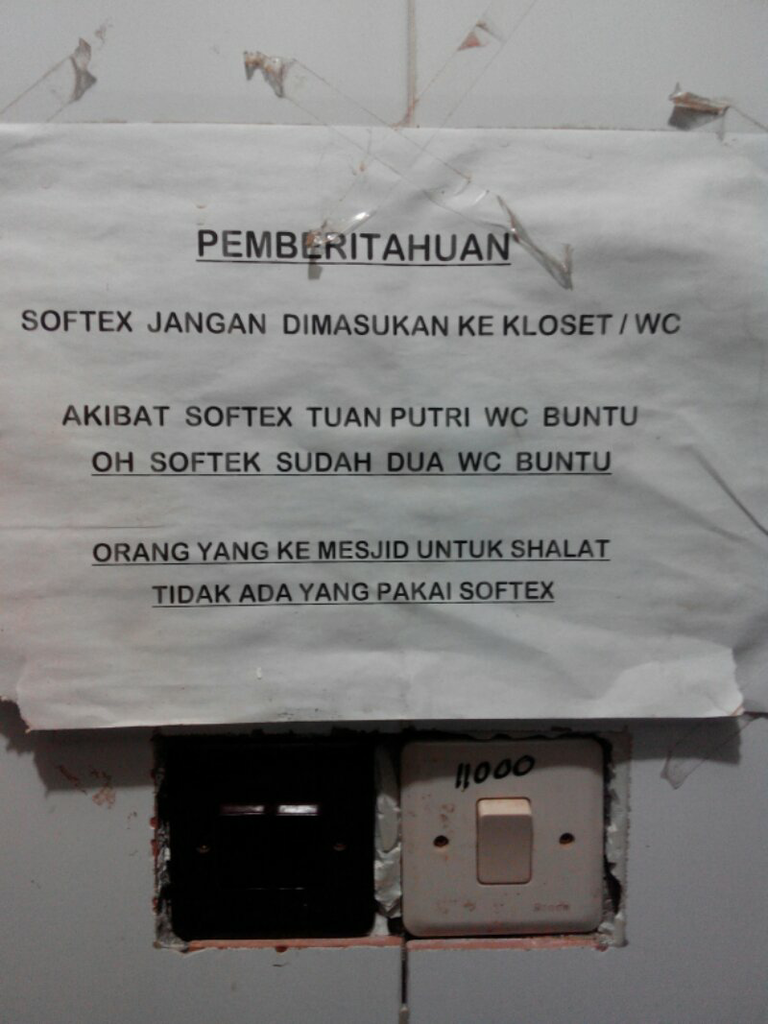 PEMBERITAHUAN
SOFTEX JANGAN DIMASUKAN KE KLOSET / WC
AKIBAT SOFTEX TUAN PUTRI WC BUNTU
OH SOFTEK SUDAH DUA WC BUNTU
ORANG YANG KE MESJID UNTUK SHALAT
TIDAK ADA YANG PAKAI SOFTEX
11000